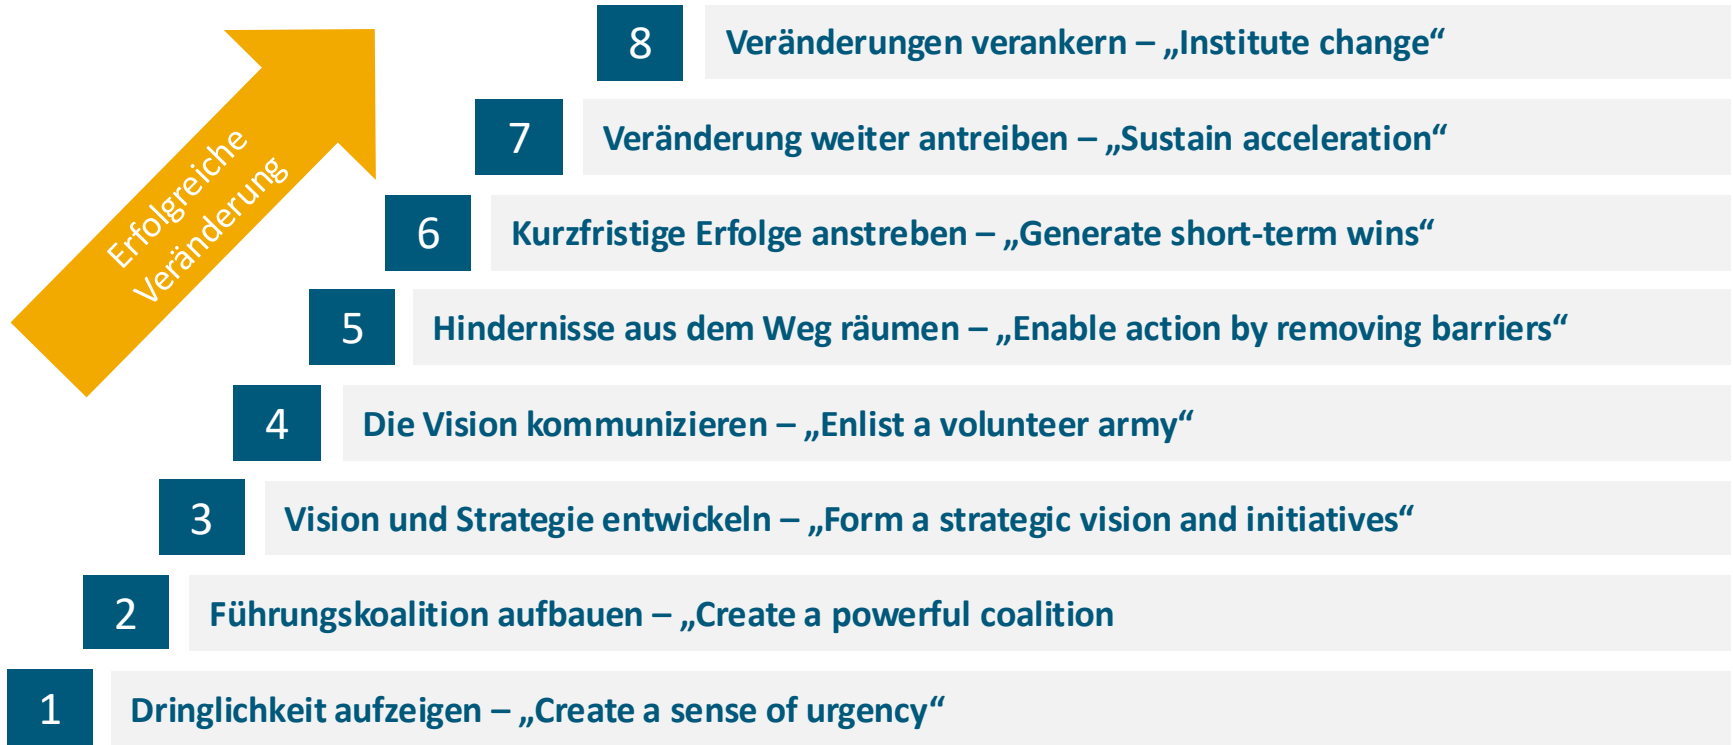 8 Veränderungen verankern – „Institute change“
7 Veränderung weiter antreiben – „Sustain acceleration“
Erfolgreiche
Veränderung
6 Kurzfristige Erfolge anstreben – „Generate short-term wins“
5 Hindernisse aus dem Weg räumen – „Enable action by removing barriers“
4 Die Vision kommunizieren – „Enlist a volunteer army“
3 Vision und Strategie entwickeln – „Form a strategic vision and initiatives“
2 Führungskoalition aufbauen – „Create a powerful coalition
1 Dringlichkeit aufzeigen – „Create a sense of urgency“